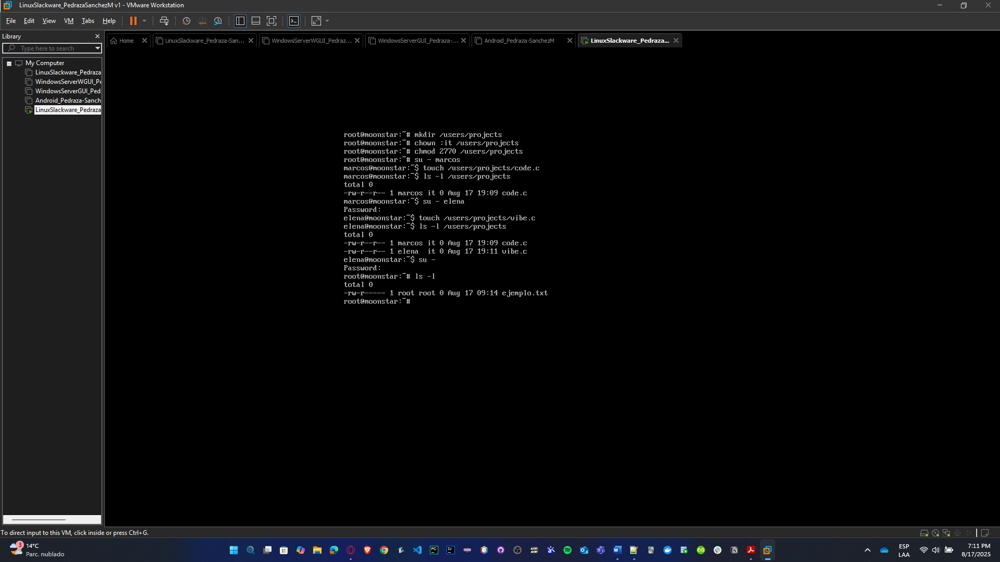 LinuxSlackware_PedrazaSanchezM v1 - VMware Workstation
File Edit View VM Tabs Help
Library
Home
LinuxSlackware_Pedraza-San...
WindowsServerWGUI_Pedraz...
WindowsServerGUI_Pedraza-...
Android_Pedraza-SanchezM
LinuxSlackware_Pedraza...
Type here to search
My Computer
LinuxSlackware_Pedraza
WindowsServerWGUI_Pe
WindowsServerGUI_Ped
Android_Pedraza-Sanch
LinuxSlackware_Pedraza
root@moonstar:~# mkdir /users/projects
root@moonstar:~# chown :it /users/projects
root@moonstar:~# chmod 2770 /users/projects
root@moonstar:~# su - marcos
marcos@moonstar:~$ touch /users/projects/code.c
marcos@moonstar:~$ ls -l /users/projects
total 0
-rw-r--r-- 1 marcos it 0 Aug 17 19:09 code.c
marcos@moonstar:~$ su - elena
Password:
elena@moonstar:~$ touch /users/projects/vibe.c
elena@moonstar:~$ ls -l /users/projects
total 0
-rw-r--r-- 1 marcos it 0 Aug 17 19:09 code.c
-rw-r--r-- 1 elena  it 0 Aug 17 19:11 vibe.c
elena@moonstar:~$ su -
Password:
root@moonstar:~# ls -l
total 0
-rw-r----- 1 root root 0 Aug 17 09:14 ejemplo.txt
root@moonstar:~#
To direct input to this VM, click inside or press Ctrl+G.
3
14°C
Parc. nublado
PC
IJ
ESP
LAA
7:11 PM
8/17/2025